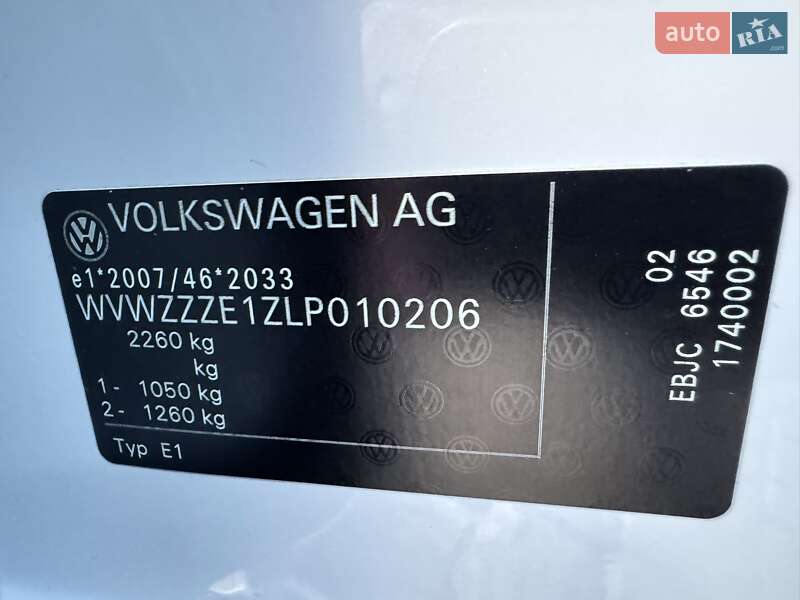 auto RIA .com
VOLKSWAGEN AG
e1*2007/46*2033
WVWZZZE1ZLP010206
2260 kg
kg
1- 1050 kg
2- 1260 kg
Typ E1
02
EBJC 6546
1740002